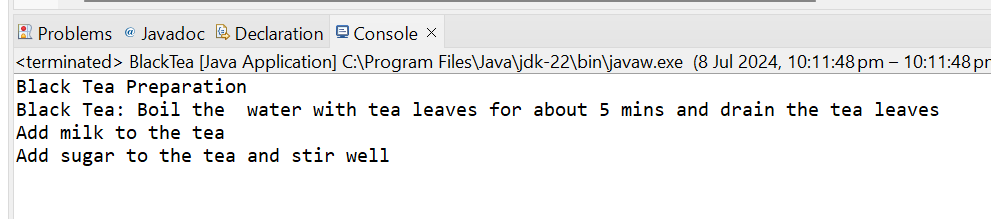 Problems @ Javadoc Declaration Console ×
<terminated> BlackTea [Java Application] C:\Program Files\Java\jdk-22\bin\javaw.exe (8 Jul 2024, 10:11:48 pm – 10:11:48 pm
Black Tea Preparation
Black Tea: Boil the  water with tea leaves for about 5 mins and drain the tea leaves
Add milk to the tea
Add sugar to the tea and stir well